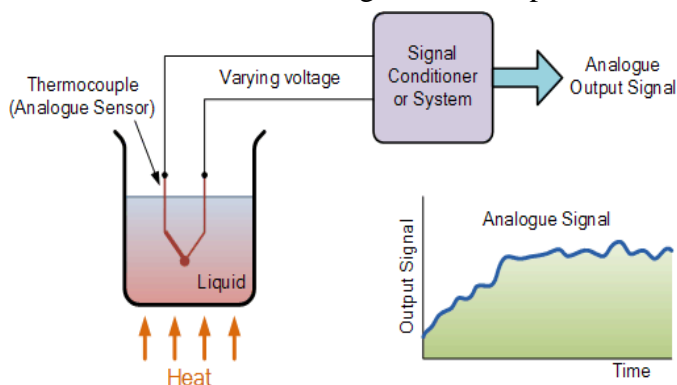 Signal
Conditioner
or System
Analogue
Output Signal
Thermocouple
(Analogue Sensor)
Varying voltage
Liquid
Heat
Analogue Signal
Output Signal
Time